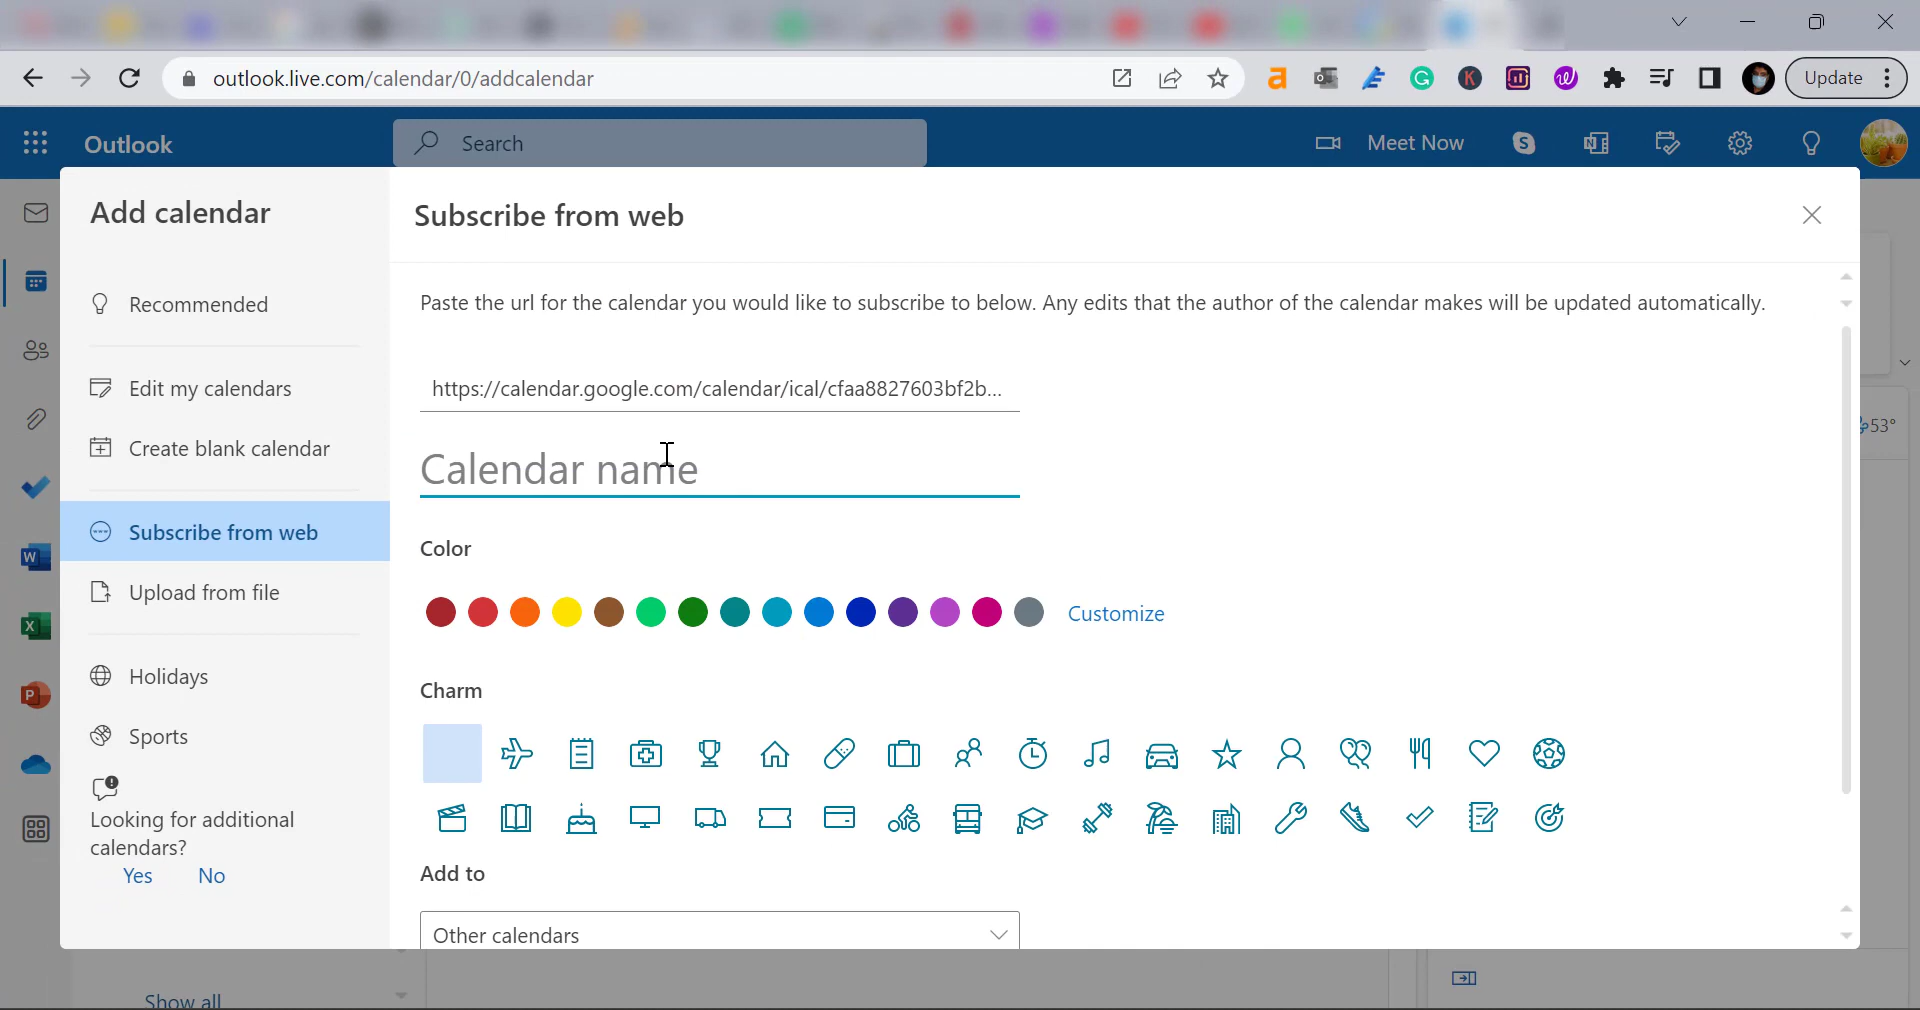 outlook.live.com/calendar/0/addcalendar
Update
Outlook
Search
Meet Now
Add calendar
Subscribe from web
Recommended
Paste the url for the calendar you would like to subscribe to below. Any edits that the author of the calendar makes will be updated automatically.
Edit my calendars
https://calendar.google.com/calendar/ical/cfaa8827603bf2b...
53°
Create blank calendar
Calendar name
Subscribe from web
Color
Upload from file
Customize
Holidays
Charm
Sports
Looking for additional
calendars?
Yes No
Add to
Other calendars
Show all